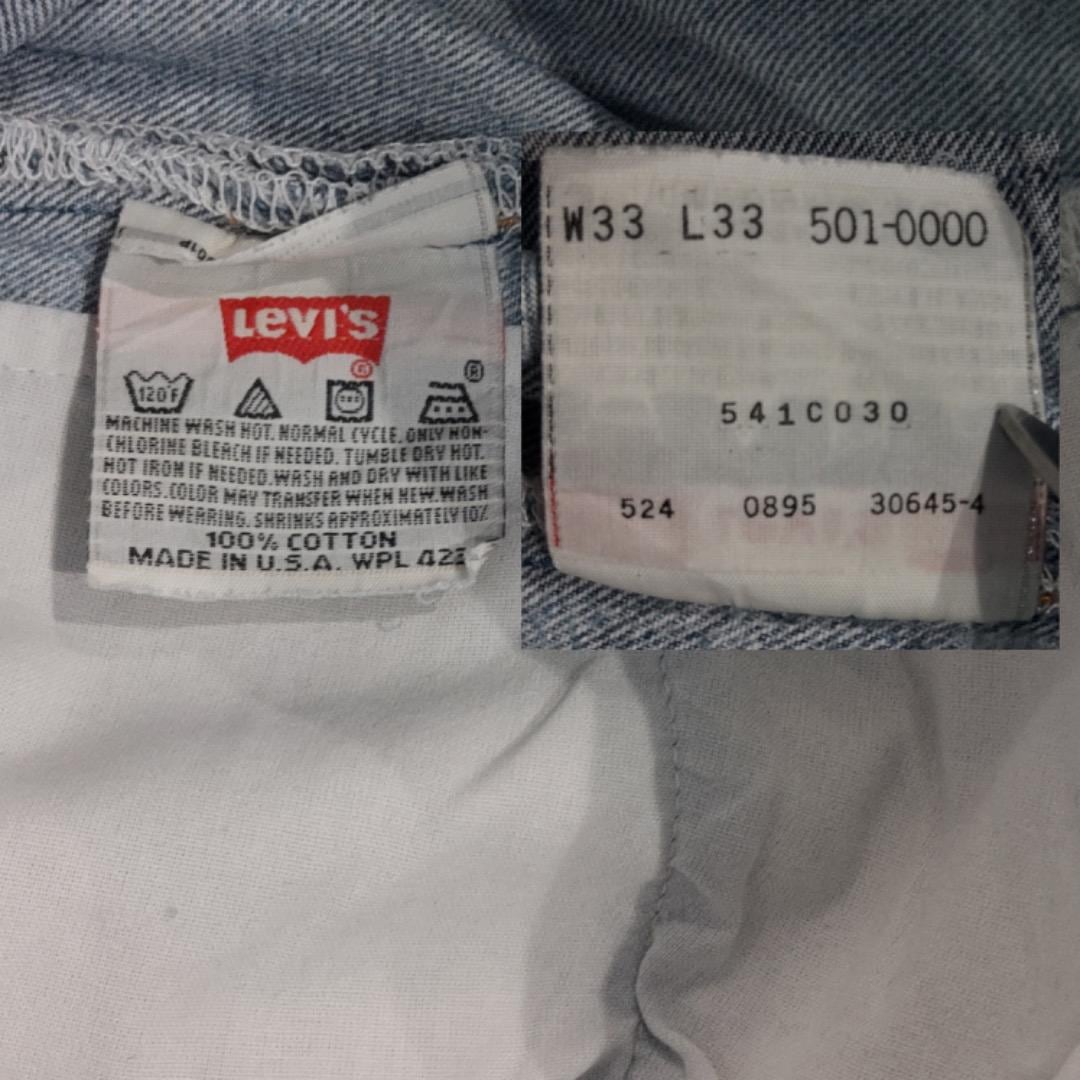 LEVI'S
®
120°F
®
MACHINE WASH HOT. NORMAL CYCLE. ONLY NON-
CHLORINE BLEACH IF NEEDED. TUMBLE DRY HOT.
HOT IRON IF NEEDED. WASH AND DRY WITH LIKE
COLORS. COLOR MAY TRANSFER WHEN NEW. WASH
BEFORE WEARING. SHRINKS APPROXIMATELY 10%
100% COTTON
MADE IN U.S.A. WPL 423
W33 L33 501-0000
541C030
524 0895 30645-4